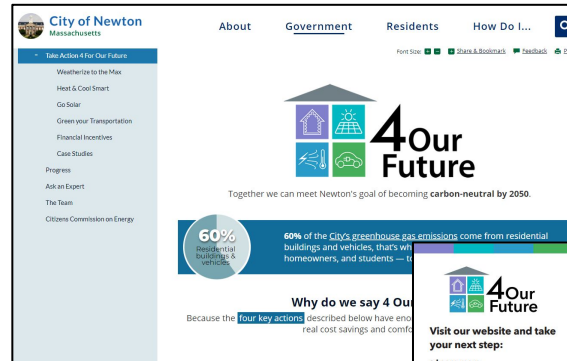 City of Newton
Massachusetts
About
Government
Residents
How Do I...
Font Size:
Share & Bookmark
Feedback
Take Action 4 For Our Future
Weatherize to the Max
Heat & Cool Smart
Go Solar
Green your Transportation
Financial Incentives
Case Studies
Progress
Ask an Expert
The Team
Citizens Commission on Energy
4Our
Future
Together we can meet Newton's goal of becoming carbon-neutral by 2050.
60%
Residential
buildings &
vehicles
60% of the City's greenhouse gas emissions come from residential
buildings and vehicles, that's
homeowners, and students —
Why do we say 4 Our
Because the four key actions described below have
real cost savings and
4Our
Future
Visit our website and take
your next step: